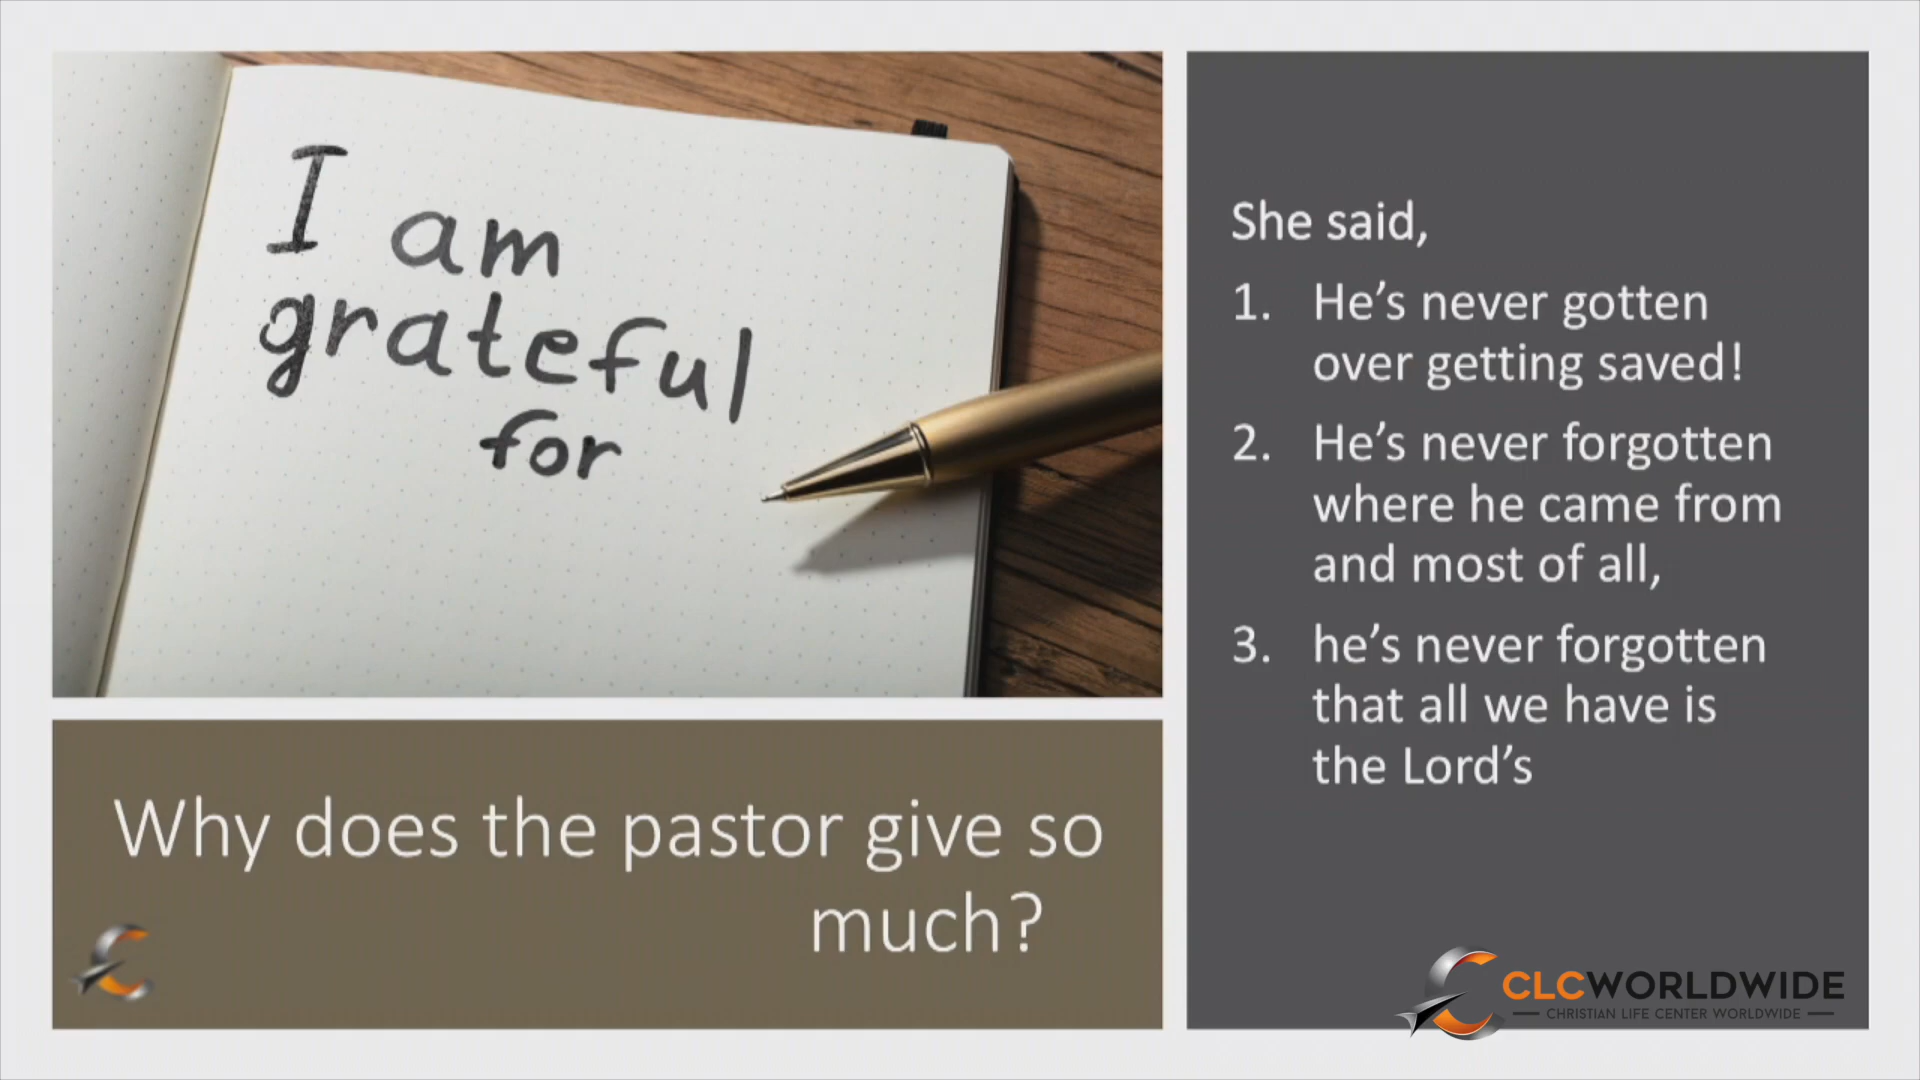 I am
grateful
for
Why does the pastor give so
much?
She said,
1. He’s never gotten
over getting saved!
2. He’s never forgotten
where he came from
and most of all,
3. he’s never forgotten
that all we have is
the Lord’s
CLCWORLDWIDE
CHRISTIAN LIFE CENTER WORLDWIDE